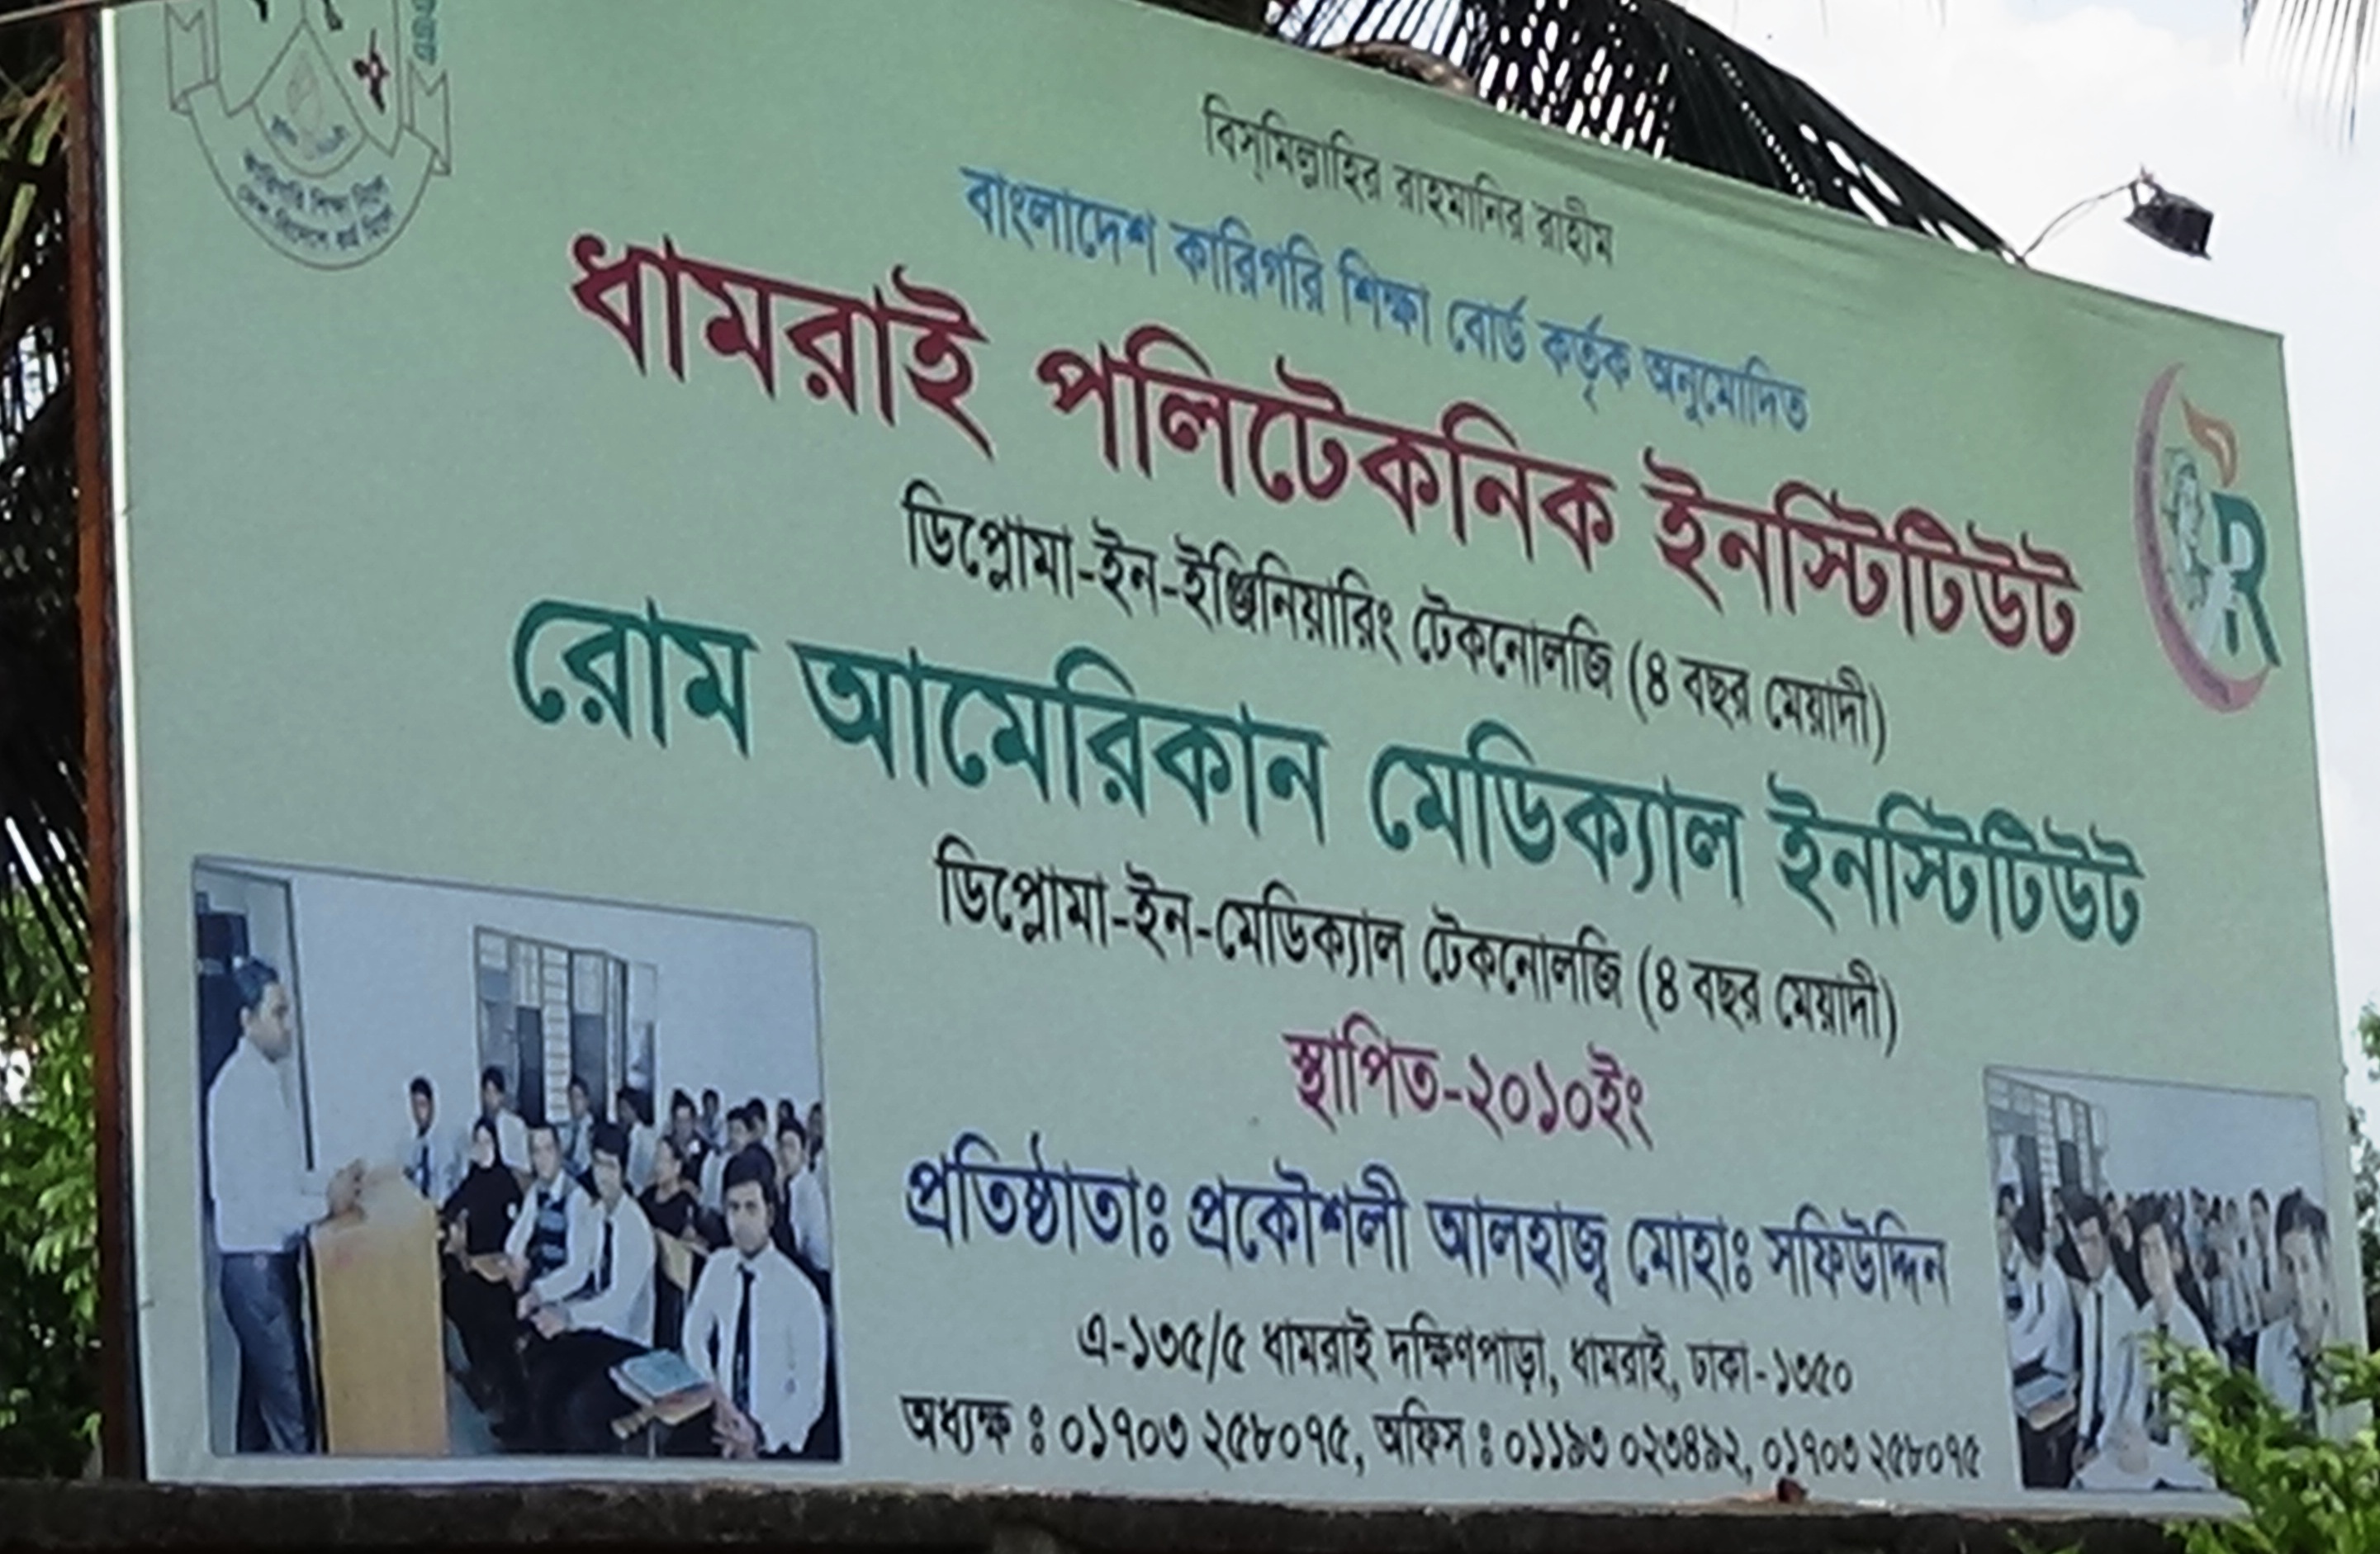 কারিগরি শিক্ষা নিলে
দেশ বিদেশে কর্ম মিলে
বিস্‌মিল্লাহির রাহমানির রাহীম
বাংলাদেশ কারিগরি শিক্ষা বোর্ড কর্তৃক অনুমোদিত
ধামরাই পলিটেকনিক ইনস্টিটিউট
ডিপ্লোমা-ইন-ইঞ্জিনিয়ারিং টেকনোলজি (৪ বছর মেয়াদী)
রোম আমেরিকান মেডিক্যাল ইনস্টিটিউট
ডিপ্লোমা-ইন-মেডিক্যাল টেকনোলজি (৪ বছর মেয়াদী)
স্থাপিত-২০১০ইং
প্রতিষ্ঠাতাঃ প্রকৌশলী আলহাজ্ব মোহাঃ সফিউদ্দিন
এ-১৩৫/৫ ধামরাই দক্ষিণপাড়া, ধামরাই, ঢাকা-১৩৫০
অধ্যক্ষ ঃ ০১৭০৩ ২৫৮০৭৫, অফিস ঃ ০১১৯৩ ০২৩৪৯২, ০১৭০৩ ২৫৮০৭৫
R